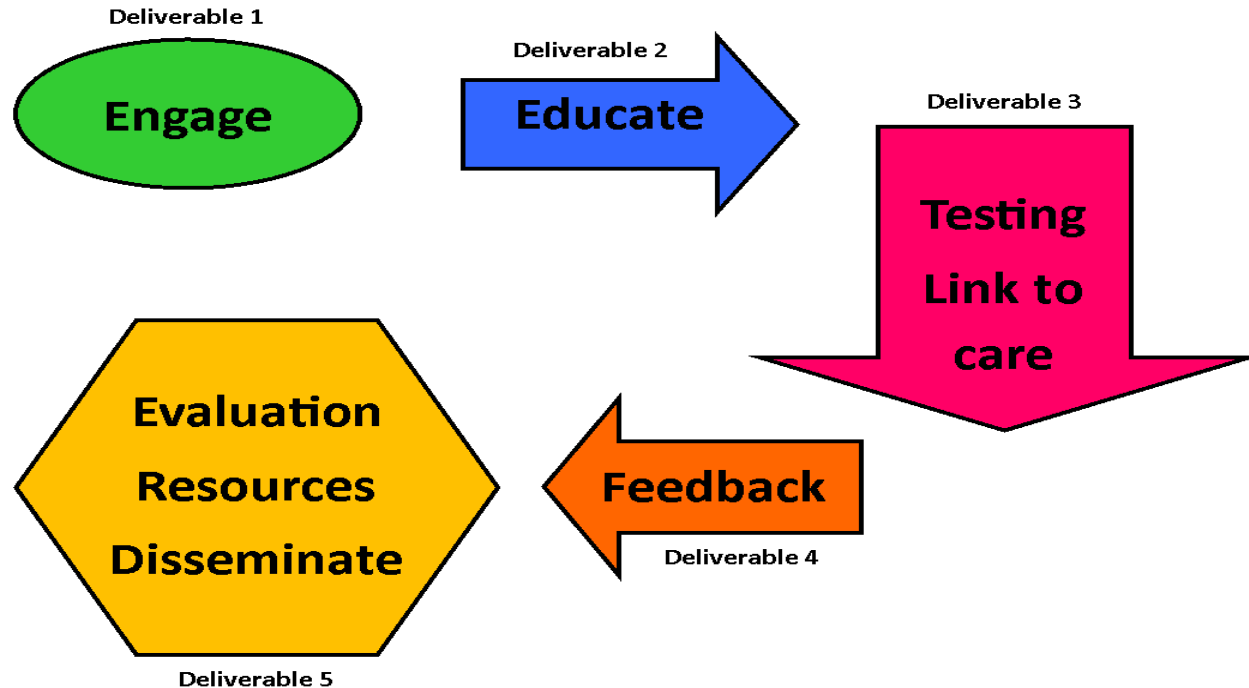 Deliverable 1
Engage
Deliverable 2
Educate
Deliverable 3
Testing
Link to
care
Feedback
Deliverable 4
Evaluation
Resources
Disseminate
Deliverable 5